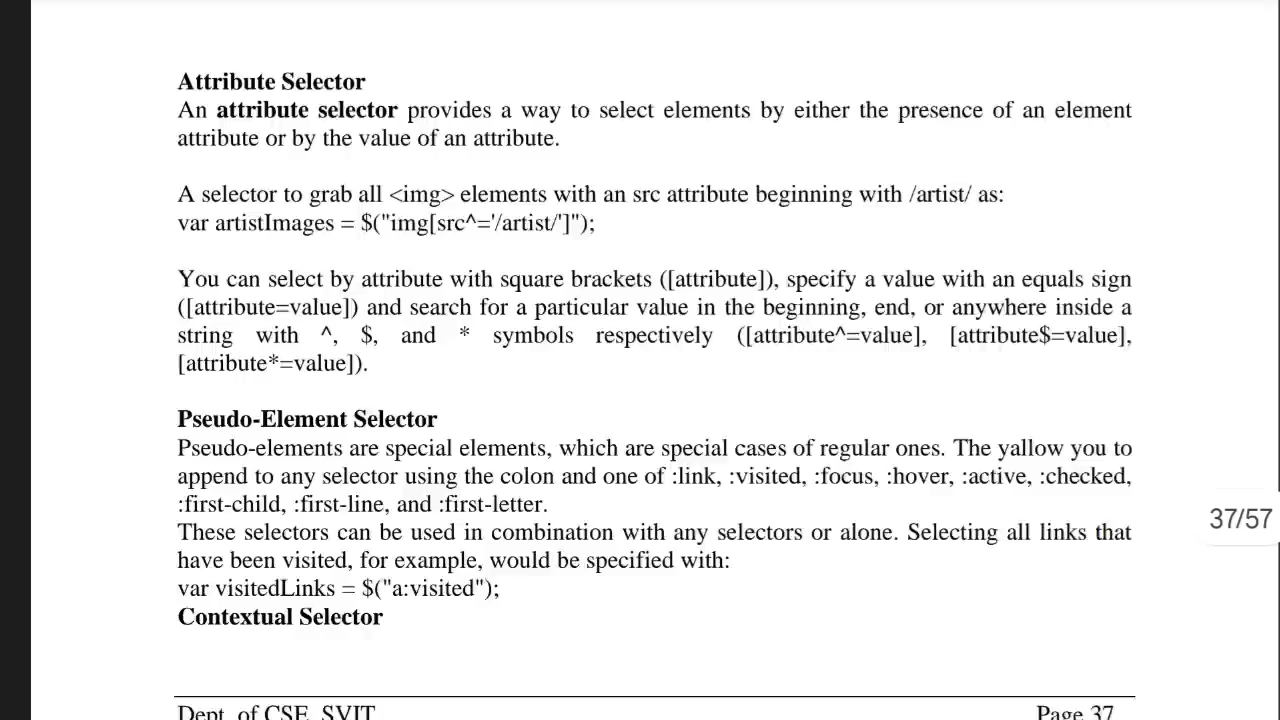 Attribute Selector
An attribute selector provides a way to select elements by either the presence of an element
attribute or by the value of an attribute.
A selector to grab all <img> elements with an src attribute beginning with /artist/ as:
var artistImages = $("img[src^='/artist/']");
You can select by attribute with square brackets ([attribute]), specify a value with an equals sign
([attribute=value]) and search for a particular value in the beginning, end, or anywhere inside a
string with ^, $, and * symbols respectively ([attribute^=value], [attribute$=value],
[attribute*=value]).
Pseudo-Element Selector
Pseudo-elements are special elements, which are special cases of regular ones. The yallow you to
append to any selector using the colon and one of :link, :visited, :focus, :hover, :active, :checked,
:first-child, :first-line, and :first-letter.
37/57
These selectors can be used in combination with any selectors or alone. Selecting all links that
have been visited, for example, would be specified with:
var visitedLinks = $("a:visited");
Contextual Selector
Dept. of CSE, SVIT Page 37